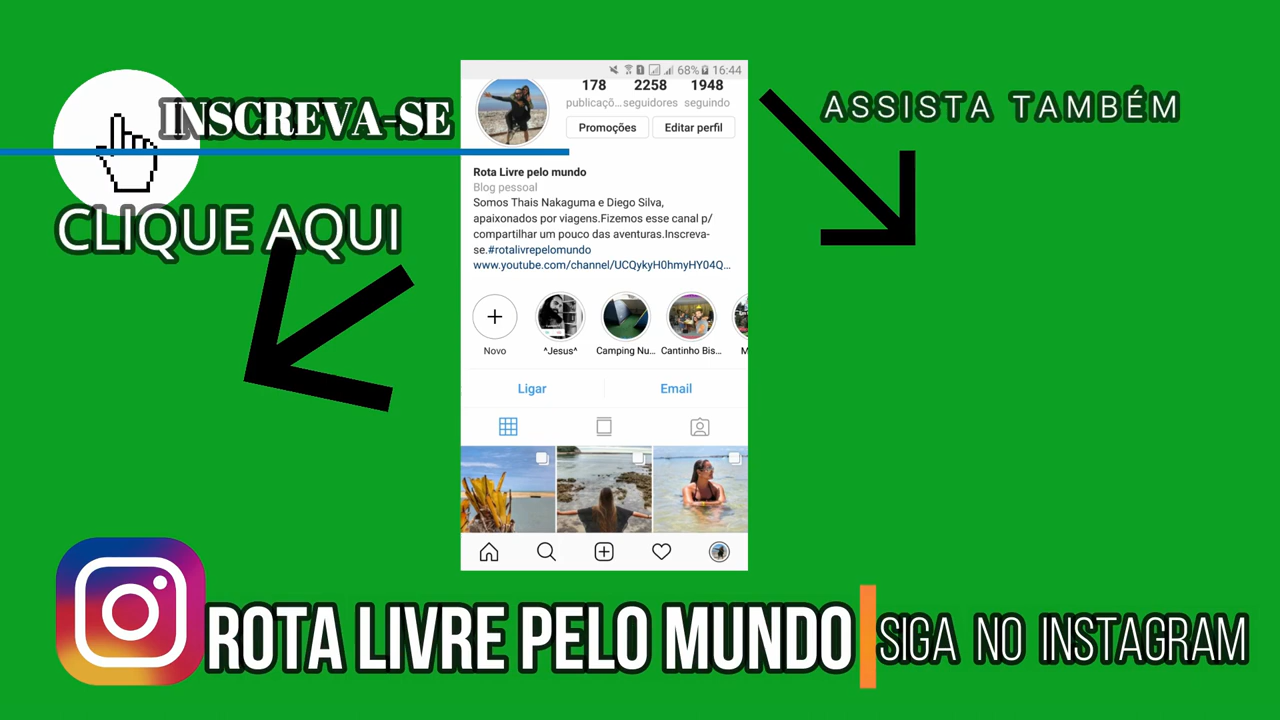 INSCREVA-SE
CLIQUE AQUI
68% 16:44
178 2258 1948
publicaçõ... seguidores seguindo
Promoções Editar perfil
Rota Livre pelo mundo
Blog pessoal
Somos Thais Nakaguma e Diego Silva,
apaixonados por viagens.Fizemos esse canal p/
compartilhar um pouco das aventuras.Inscreva-
se.#rotalivrepelomundo
www.youtube.com/channel/UCQykyH0hmyHY04Q...
Novo ^Jesus^ Camping Nu... Cantinho Bis... M
Ligar Email
ASSISTA TAMBÉM
ROTA LIVRE PELO MUNDO
SIGA NO INSTAGRAM